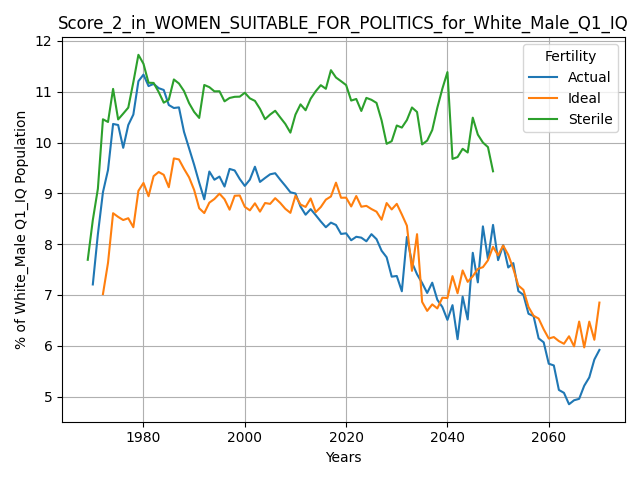 Score_2_in_WOMEN_SUITABLE_FOR_POLITICS_for_White_Male_Q1_IQ
% of White_Male Q1_IQ Population
12
11
10
9
8
7
6
5
Fertility
Actual
Ideal
Sterile
1980
2000
2020
2040
2060
Years